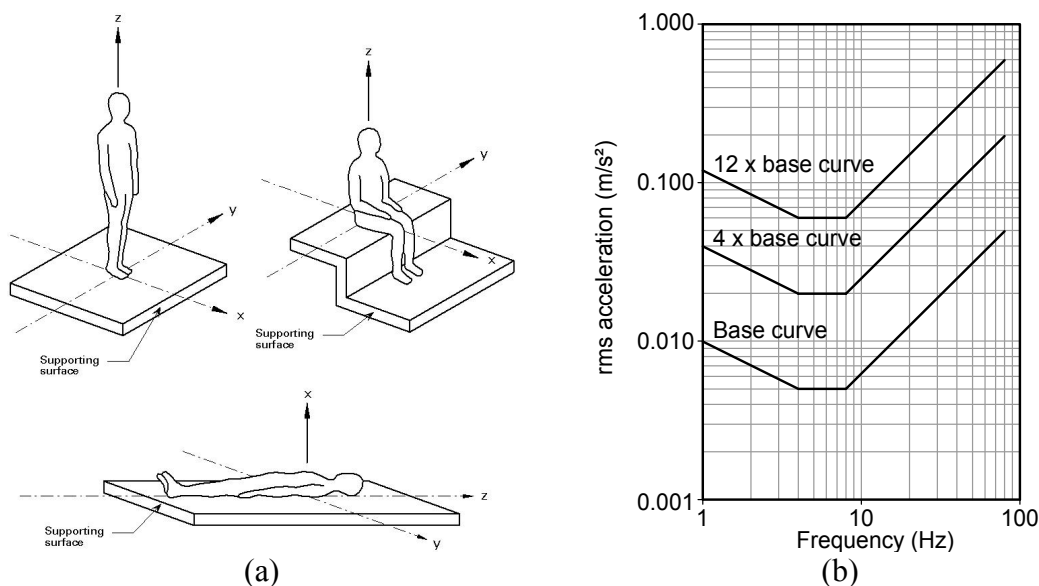 z
y
x
Supporting
surface
z
y
x
Supporting
surface
x
z
y
Supporting
surface
(a)
1.000
0.100
0.010
0.001
rms acceleration (m/s²)
12 x base curve
4 x base curve
Base curve
1
10
100
Frequency (Hz)
(b)